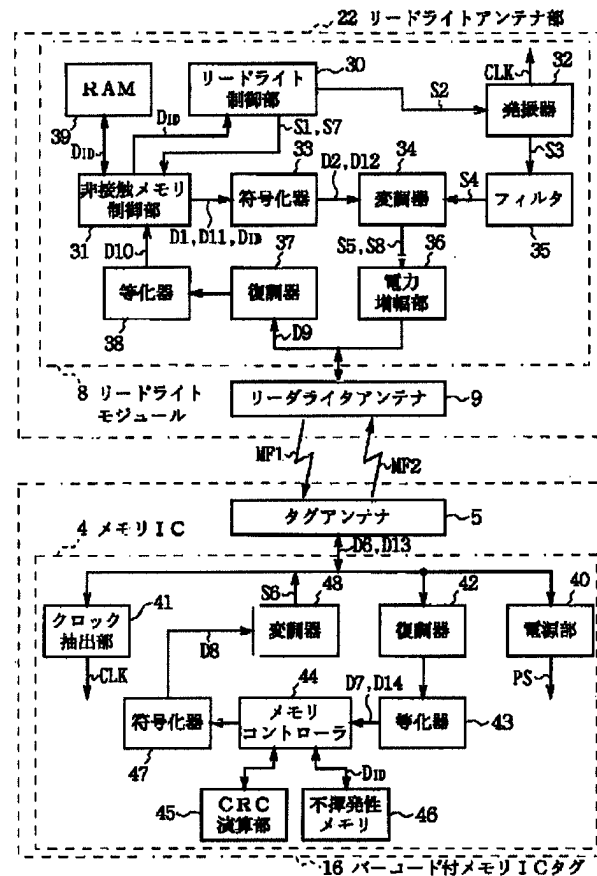 22 リードライトアンテナ部
RAM
39
リードライト
制御部
30
S2
CLK
32
発振器
DID
DID
S1, S7
33
D2, D12
34
S3
非接触メモリ
制御部
31
D1, D11, DID
符号化器
変調器
S4
フィルタ
35
D10
37
S5, S8
36
等化器
38
復調器
電力
増幅部
D9
8 リードライト
モジュール
リーダライタアンテナ
9
MF1
MF2
4 メモリIC
タグアンテナ
5
D6, D13
41
S6
48
42
40
クロック
抽出部
変調器
復調器
電源部
CLK
D8
44
D7, D14
PS
符号化器
47
メモリ
コントローラ
等化器
43
DID
45
CRC
演算部
不揮発性
メモリ
46
16 バーコード付メモリICタグ